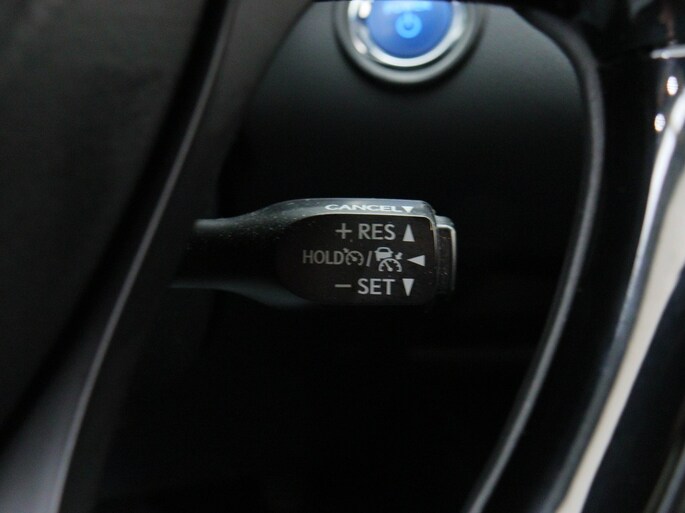 CANCEL▼
+ RES ▲
HOLD / ◄
− SET ▼